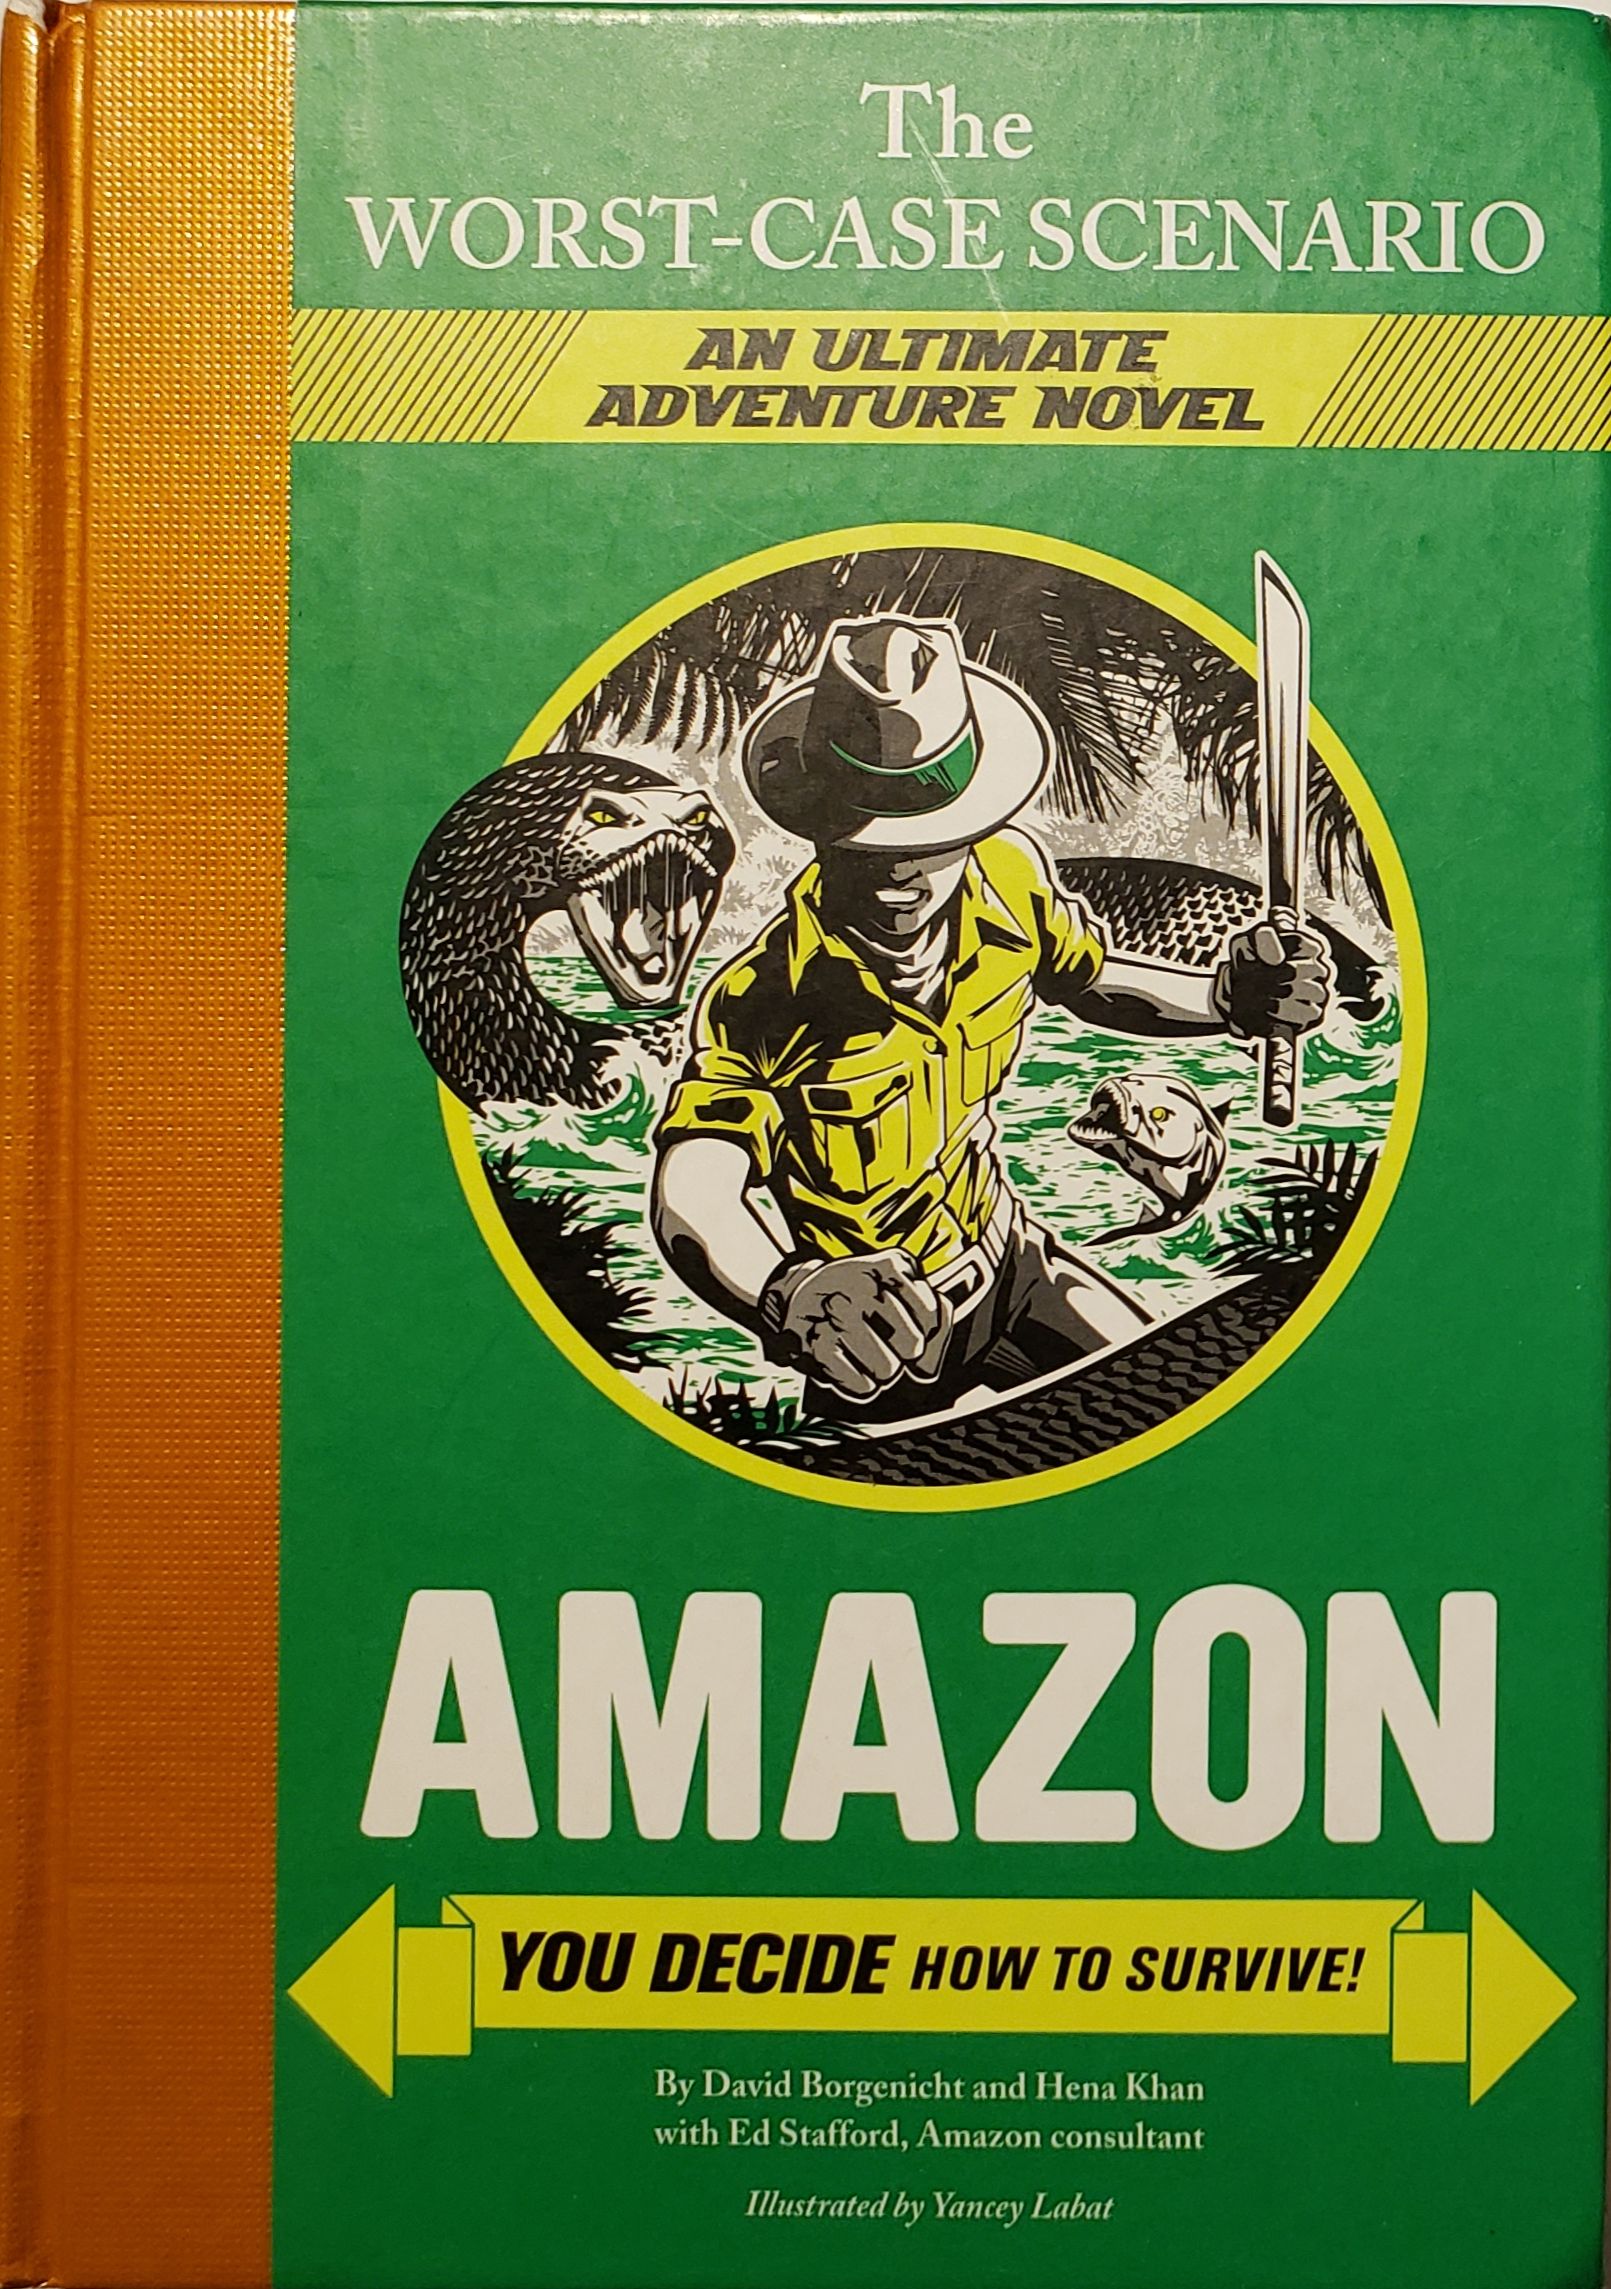 The
WORST-CASE SCENARIO
AN ULTIMATE
ADVENTURE NOVEL
AMAZON
YOU DECIDE HOW TO SURVIVE!
By David Borgenicht and Hena Khan
with Ed Stafford, Amazon consultant
Illustrated by Yancey Labat